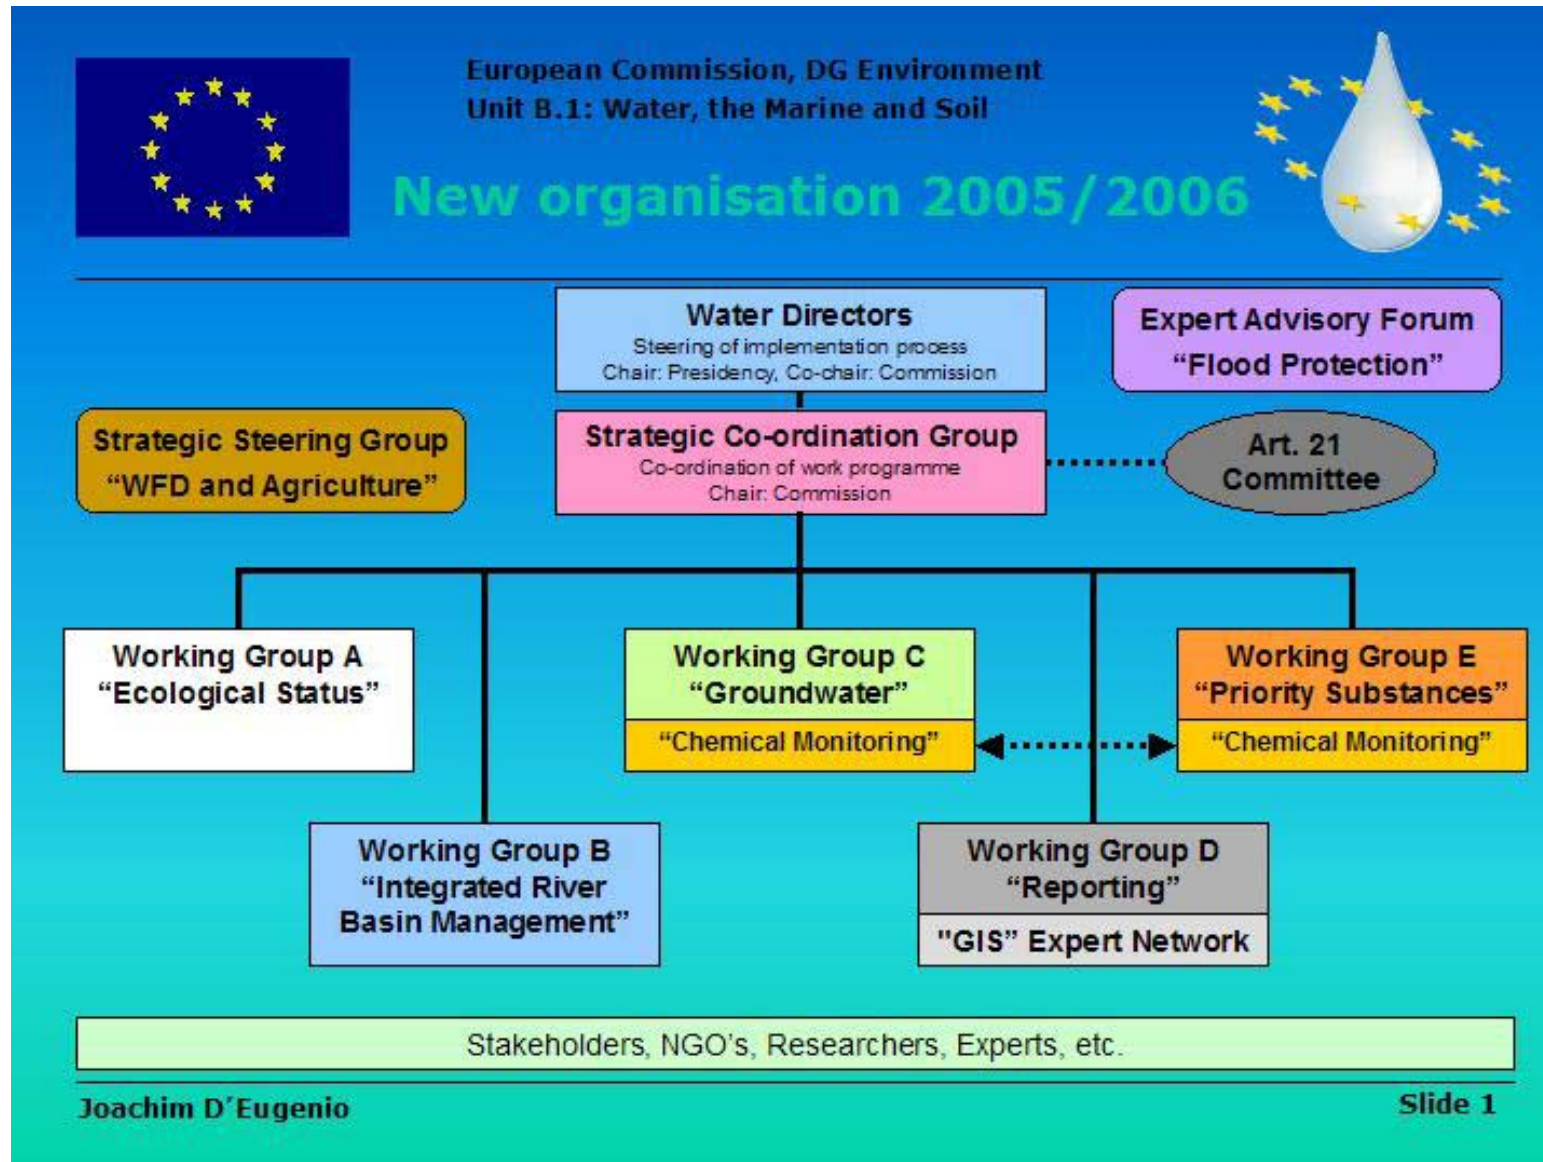 European Commission, DG Environment
Unit B.1: Water, the Marine and Soil
New organisation 2005/2006
Water Directors
Steering of implementation process
Chair: Presidency, Co-chair: Commission
Expert Advisory Forum
“Flood Protection”
Strategic Steering Group
“WFD and Agriculture”
Strategic Co-ordination Group
Co-ordination of work programme
Chair: Commission
Art. 21
Committee
Working Group A
“Ecological Status”
Working Group C
“Groundwater”
“Chemical Monitoring”
Working Group E
“Priority Substances”
“Chemical Monitoring”
Working Group B
“Integrated River
Basin Management”
Working Group D
“Reporting”
"GIS” Expert Network
Stakeholders, NGO’s, Researchers, Experts, etc.
Joachim D´Eugenio
Slide 1